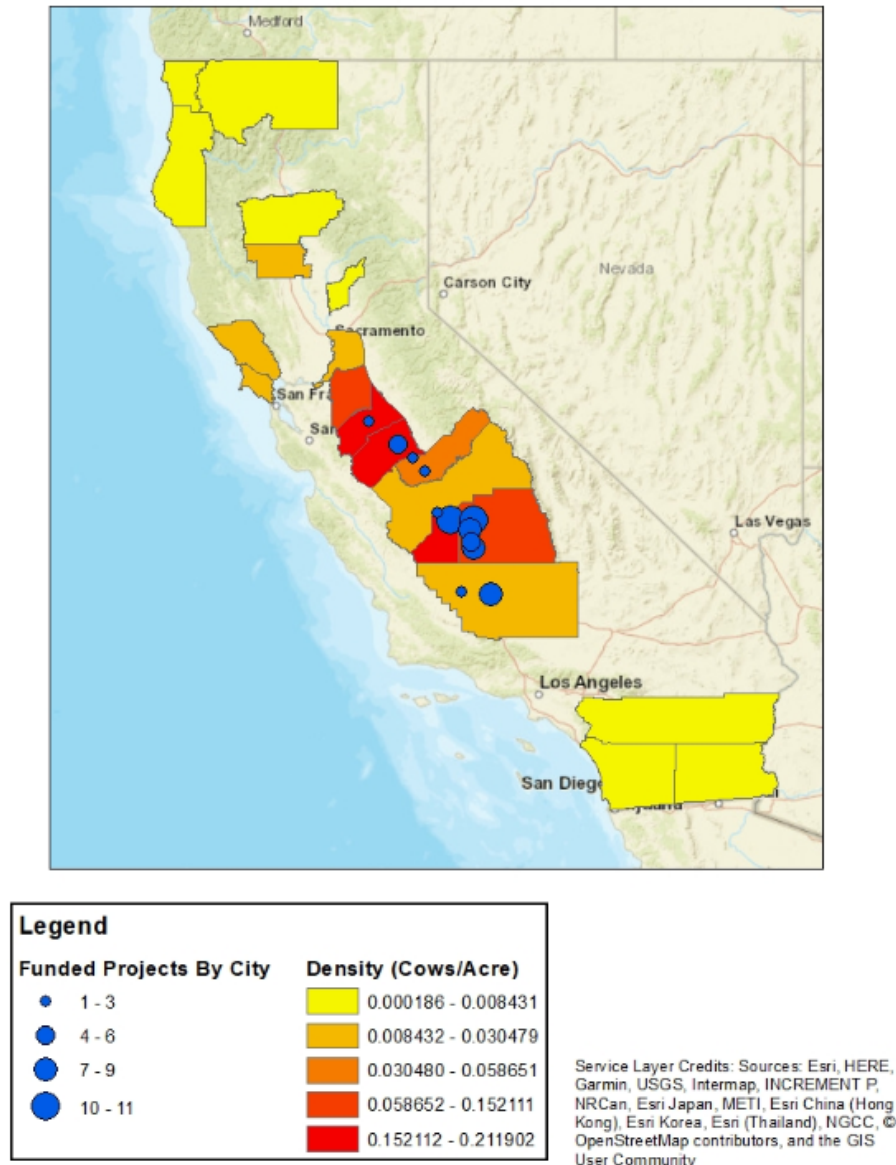 Medford
Carson City
Nevada
Sacramento
San Fra
San
Las Vegas
Los Angeles
San Diego
Legend
Funded Projects By City
1 - 3
4 - 6
7 - 9
10 - 11
Density (Cows/Acre)
0.000186 - 0.008431
0.008432 - 0.030479
0.030480 - 0.058651
0.058652 - 0.152111
0.152112 - 0.211902
Service Layer Credits: Sources: Esri, HERE,
Garmin, USGS, Intermap, INCREMENT P,
NRCan, Esri Japan, METI, Esri China (Hong
Kong), Esri Korea, Esri (Thailand), NGCC, ©
OpenStreetMap contributors, and the GIS
User Community